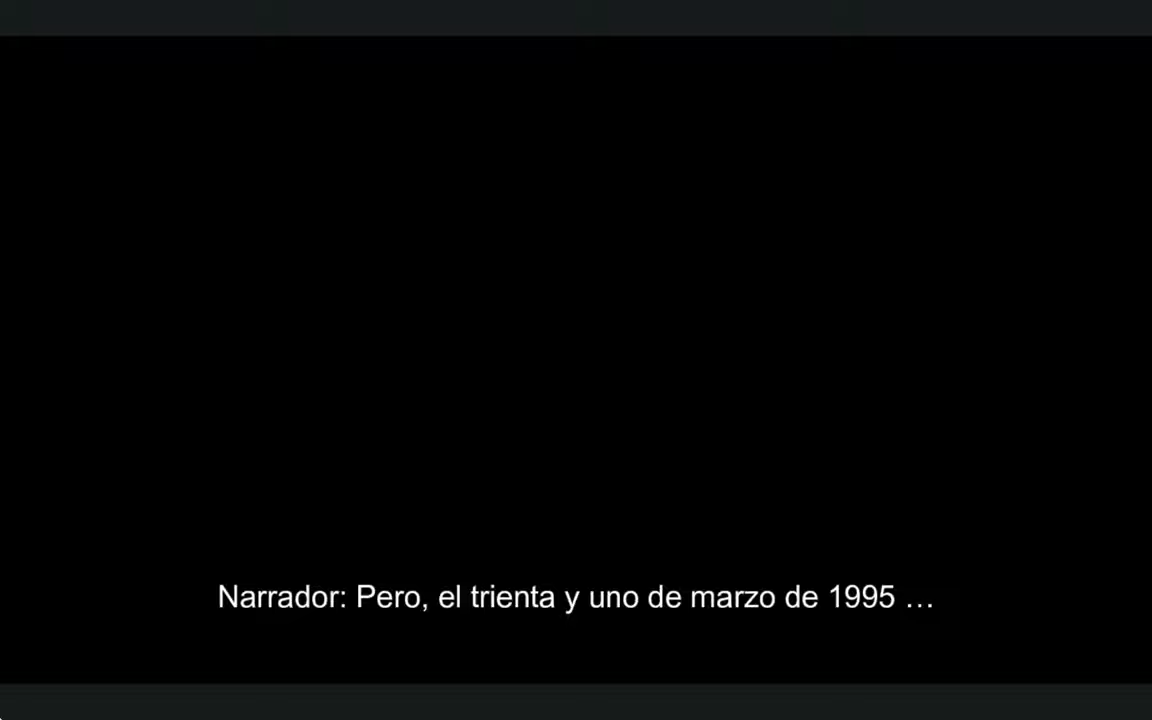 Narrador: Pero, el trienta y uno de marzo de 1995 …